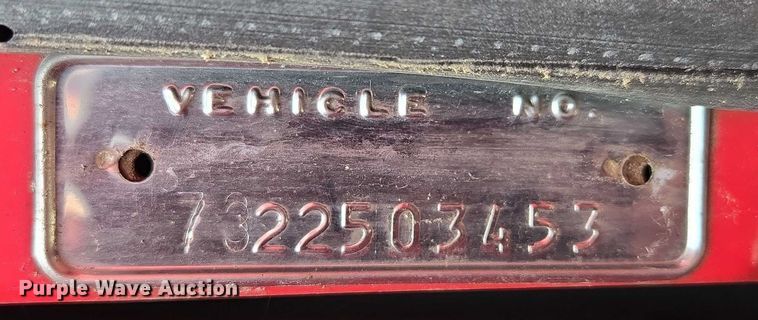 VEHICLE NO.
7322503453
Purple Wave Auction